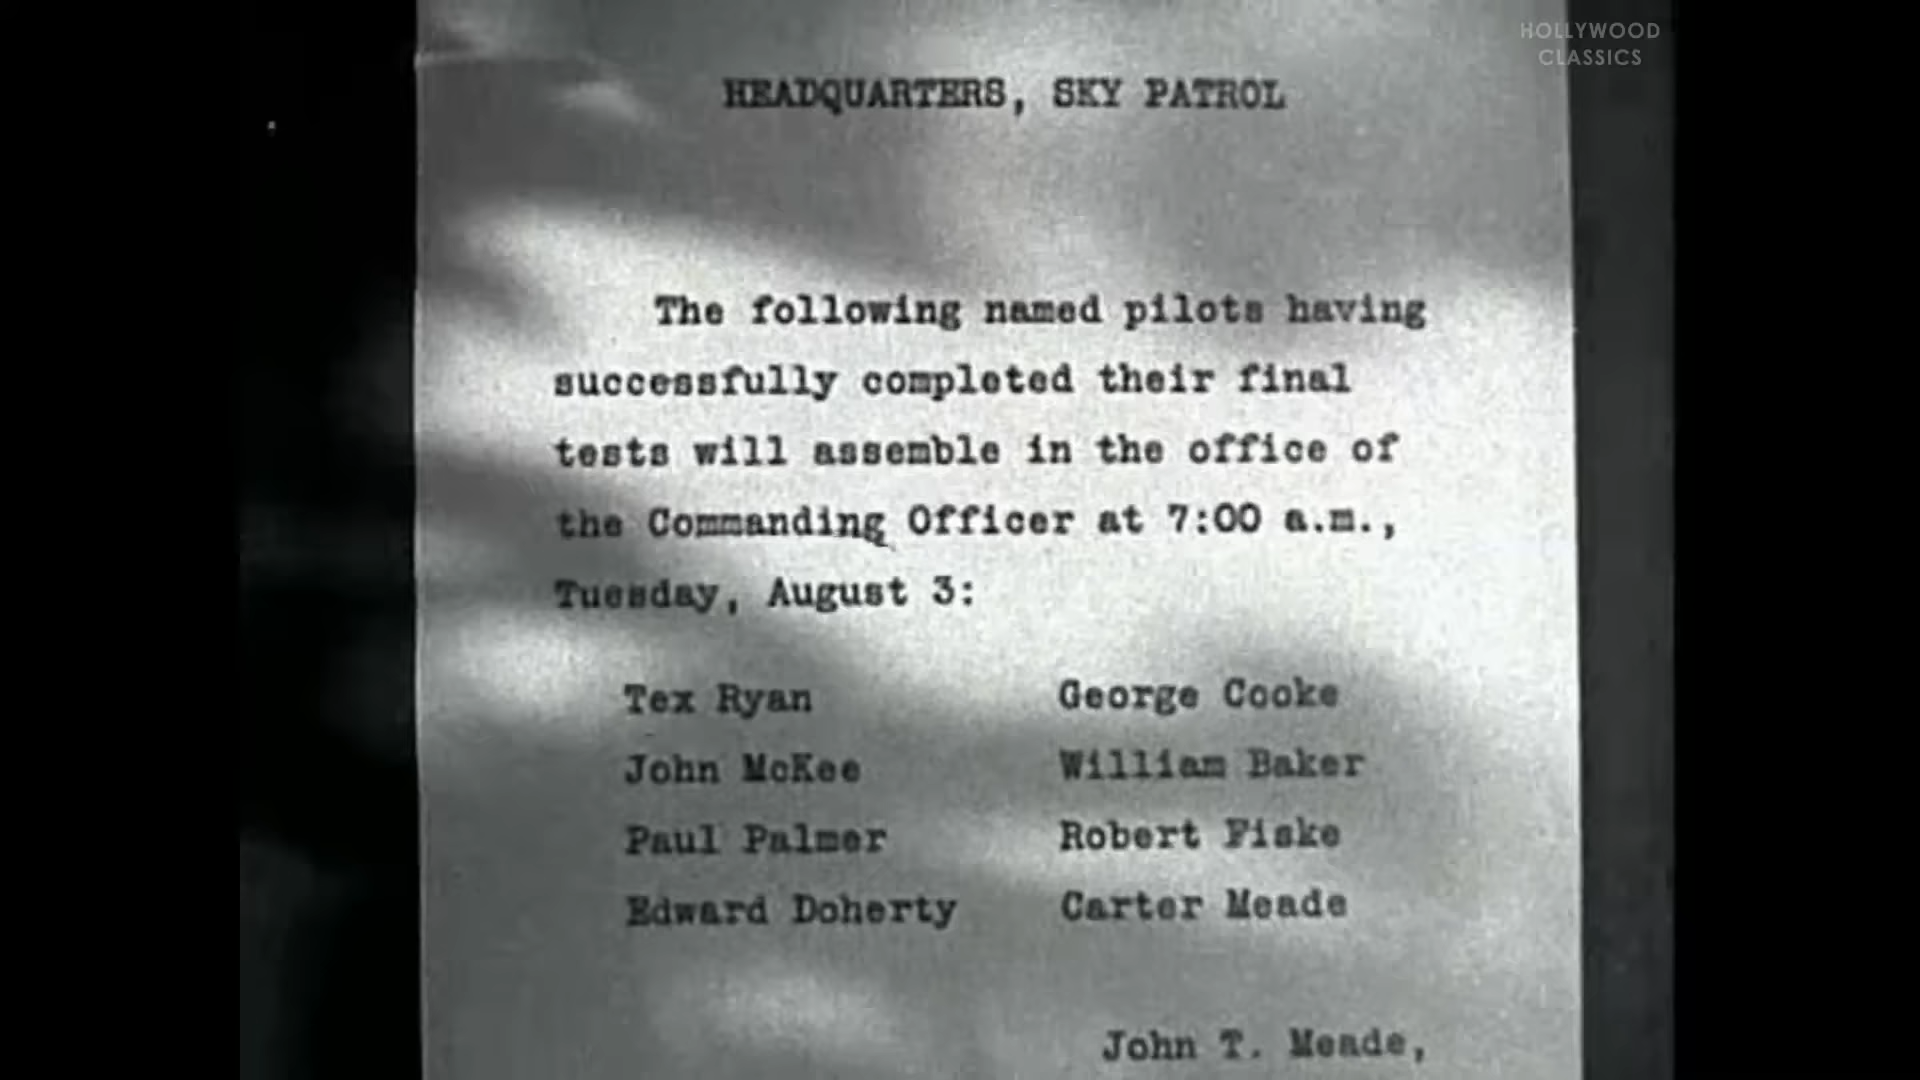 HOLLYWOOD
CLASSICS
HEADQUARTERS, SKY PATROL
The following named pilots having
successfully completed their final
tests will assemble in the office of
the Commanding Officer at 7:00 a.m.,
Tuesday, August 3:
Tex Ryan George Cooke
John McKee William Baker
Paul Palmer Robert Fiske
Edward Doherty Carter Meade
John T. Meade,